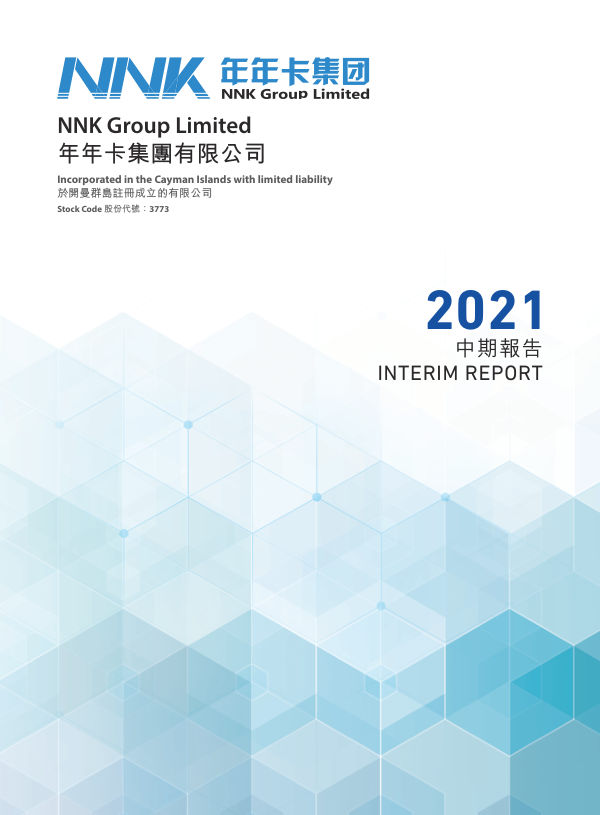 NNK 年年卡集团
NNK Group Limited
NNK Group Limited
年年卡集團有限公司
Incorporated in the Cayman Islands with limited liability
於開曼群島註冊成立的有限公司
Stock Code 股份代號：3773
2021
中期報告
INTERIM REPORT